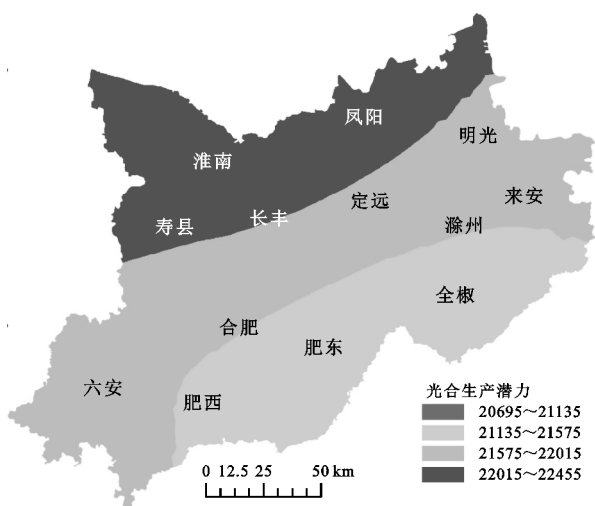 凤阳
明光
淮南
定远
来安
寿县
长丰
滁州
全椒
合肥
肥东
六安
肥西
光合生产潜力
20695～21135
21135～21575
21575～22015
22015～22455
0 12.5 25 50 km